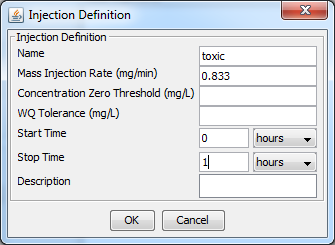 Injection Definition
Injection Definition
Name toxic
Mass Injection Rate (mg/min) 0.833
Concentration Zero Threshold (mg/L)
WQ Tolerance (mg/L)
Start Time 0 hours
Stop Time 1 hours
Description
OK Cancel